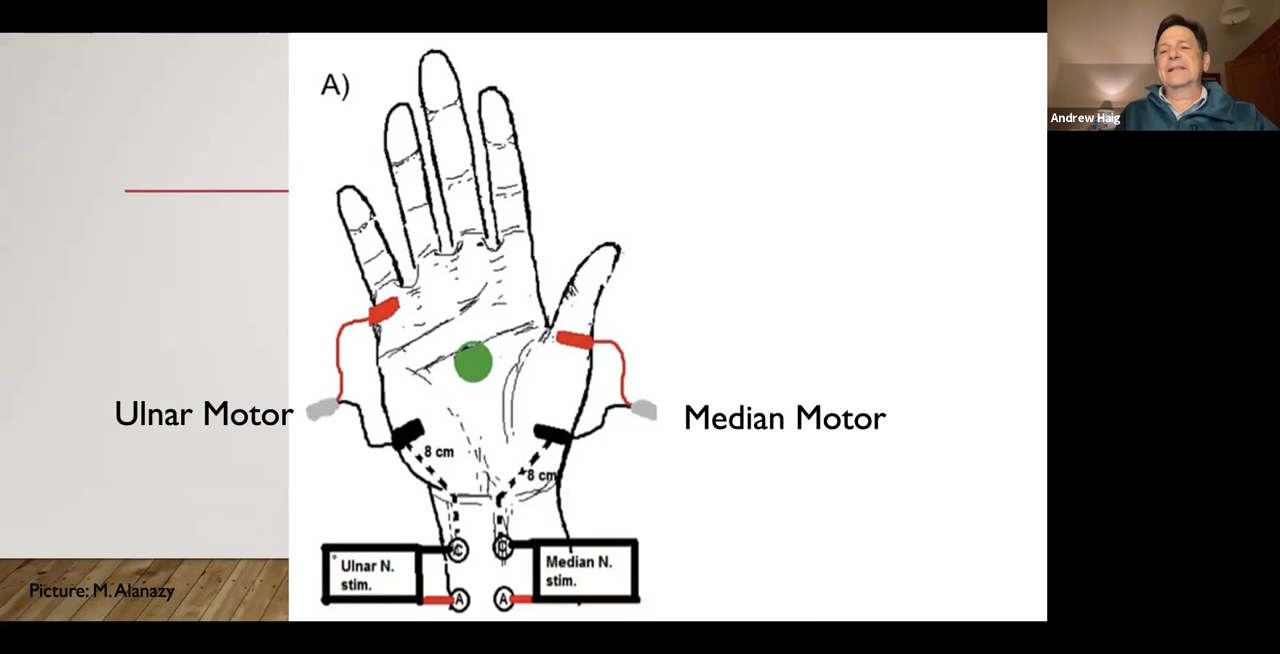 A)
Andrew Haig
Ulnar Motor
Median Motor
8 cm
8 cm
C
C
Ulnar N.
stim.
Median N.
stim.
A
A
Picture: M. Alanazy